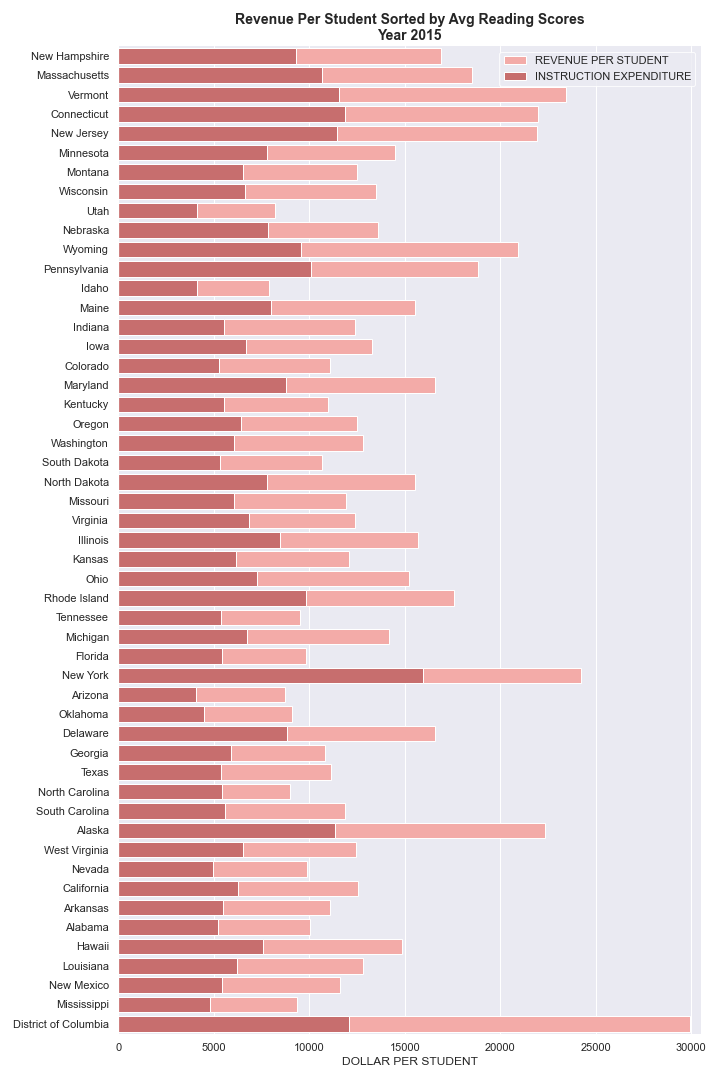 Revenue Per Student Sorted by Avg Reading Scores
Year 2015
REVENUE PER STUDENT
INSTRUCTION EXPENDITURE
New Hampshire
Massachusetts
Vermont
Connecticut
New Jersey
Minnesota
Montana
Wisconsin
Utah
Nebraska
Wyoming
Pennsylvania
Idaho
Maine
Indiana
Iowa
Colorado
Maryland
Kentucky
Oregon
Washington
South Dakota
North Dakota
Missouri
Virginia
Illinois
Kansas
Ohio
Rhode Island
Tennessee
Michigan
Florida
New York
Arizona
Oklahoma
Delaware
Georgia
Texas
North Carolina
South Carolina
Alaska
West Virginia
Nevada
California
Arkansas
Alabama
Hawaii
Louisiana
New Mexico
Mississippi
District of Columbia
0 5000 10000 15000 20000 25000 30000
DOLLAR PER STUDENT